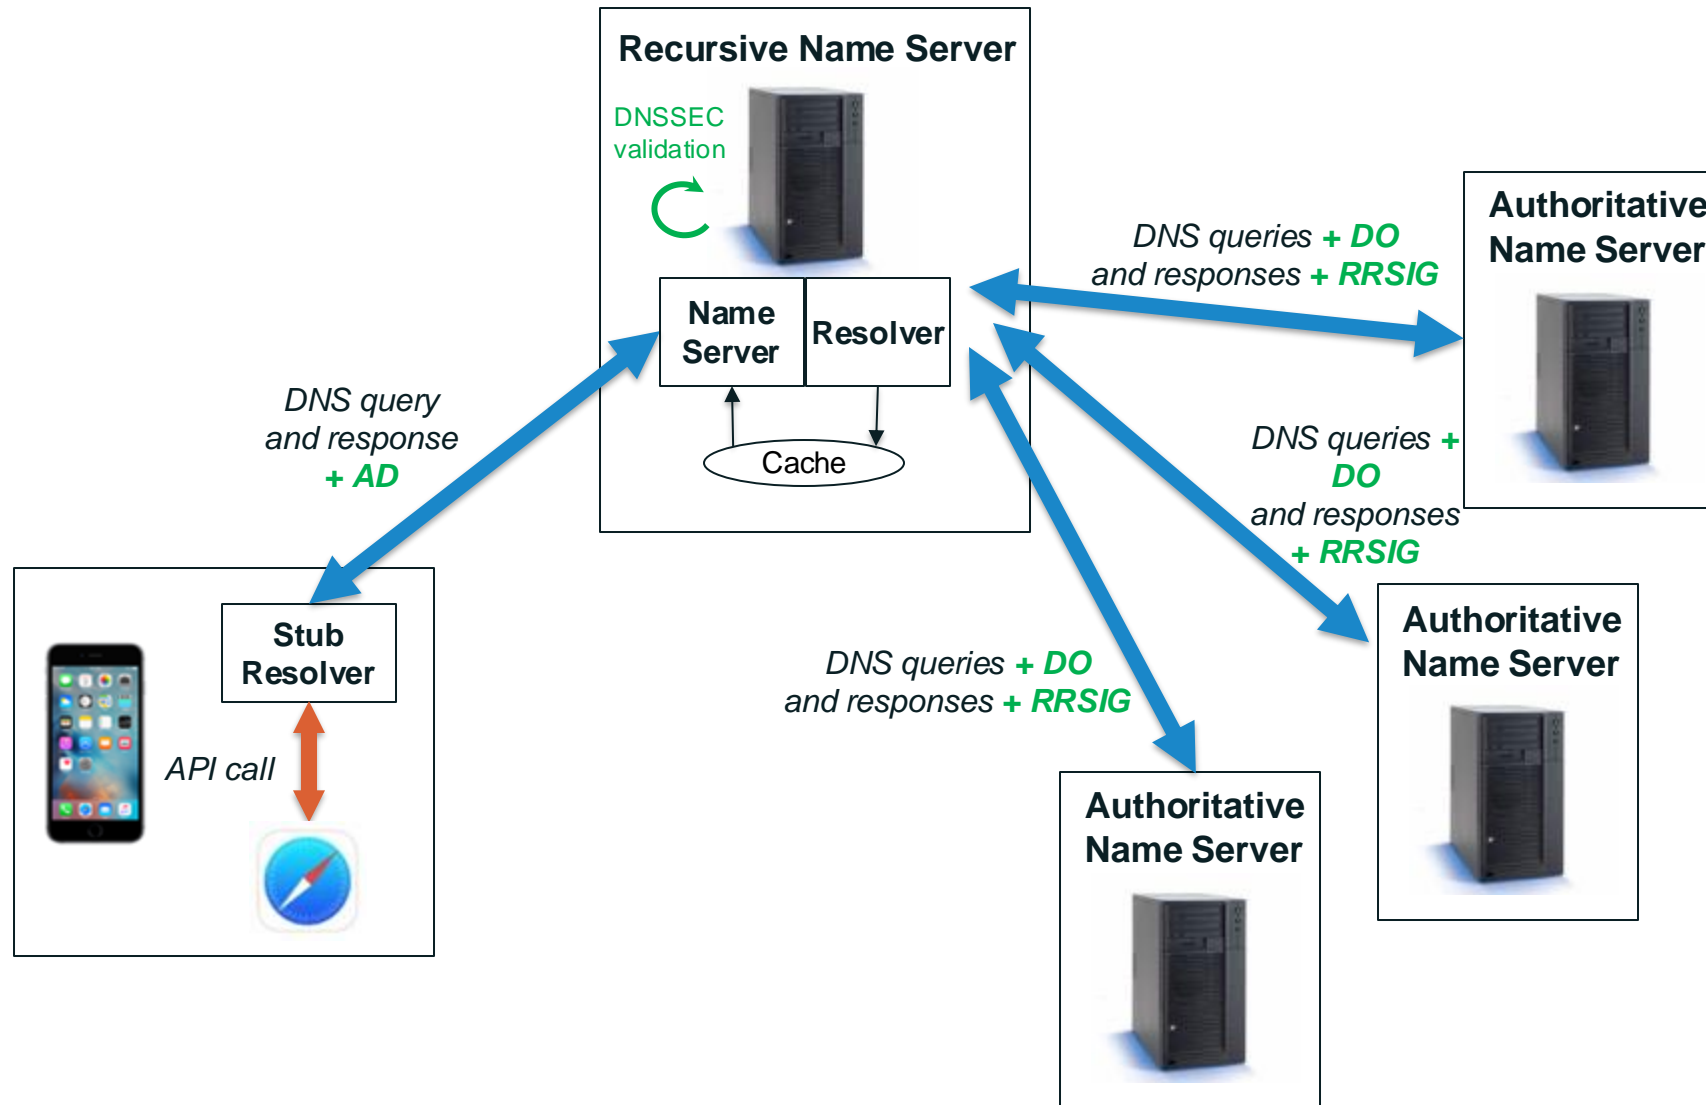 Recursive Name Server
DNSSEC
validation
Name
Server
Resolver
Cache
DNS query
and response
+ AD
Stub
Resolver
API call
DNS queries + DO
and responses + RRSIG
Authoritative
Name Server
DNS queries +
DO
and responses
+ RRSIG
Authoritative
Name Server
DNS queries + DO
and responses + RRSIG
Authoritative
Name Server